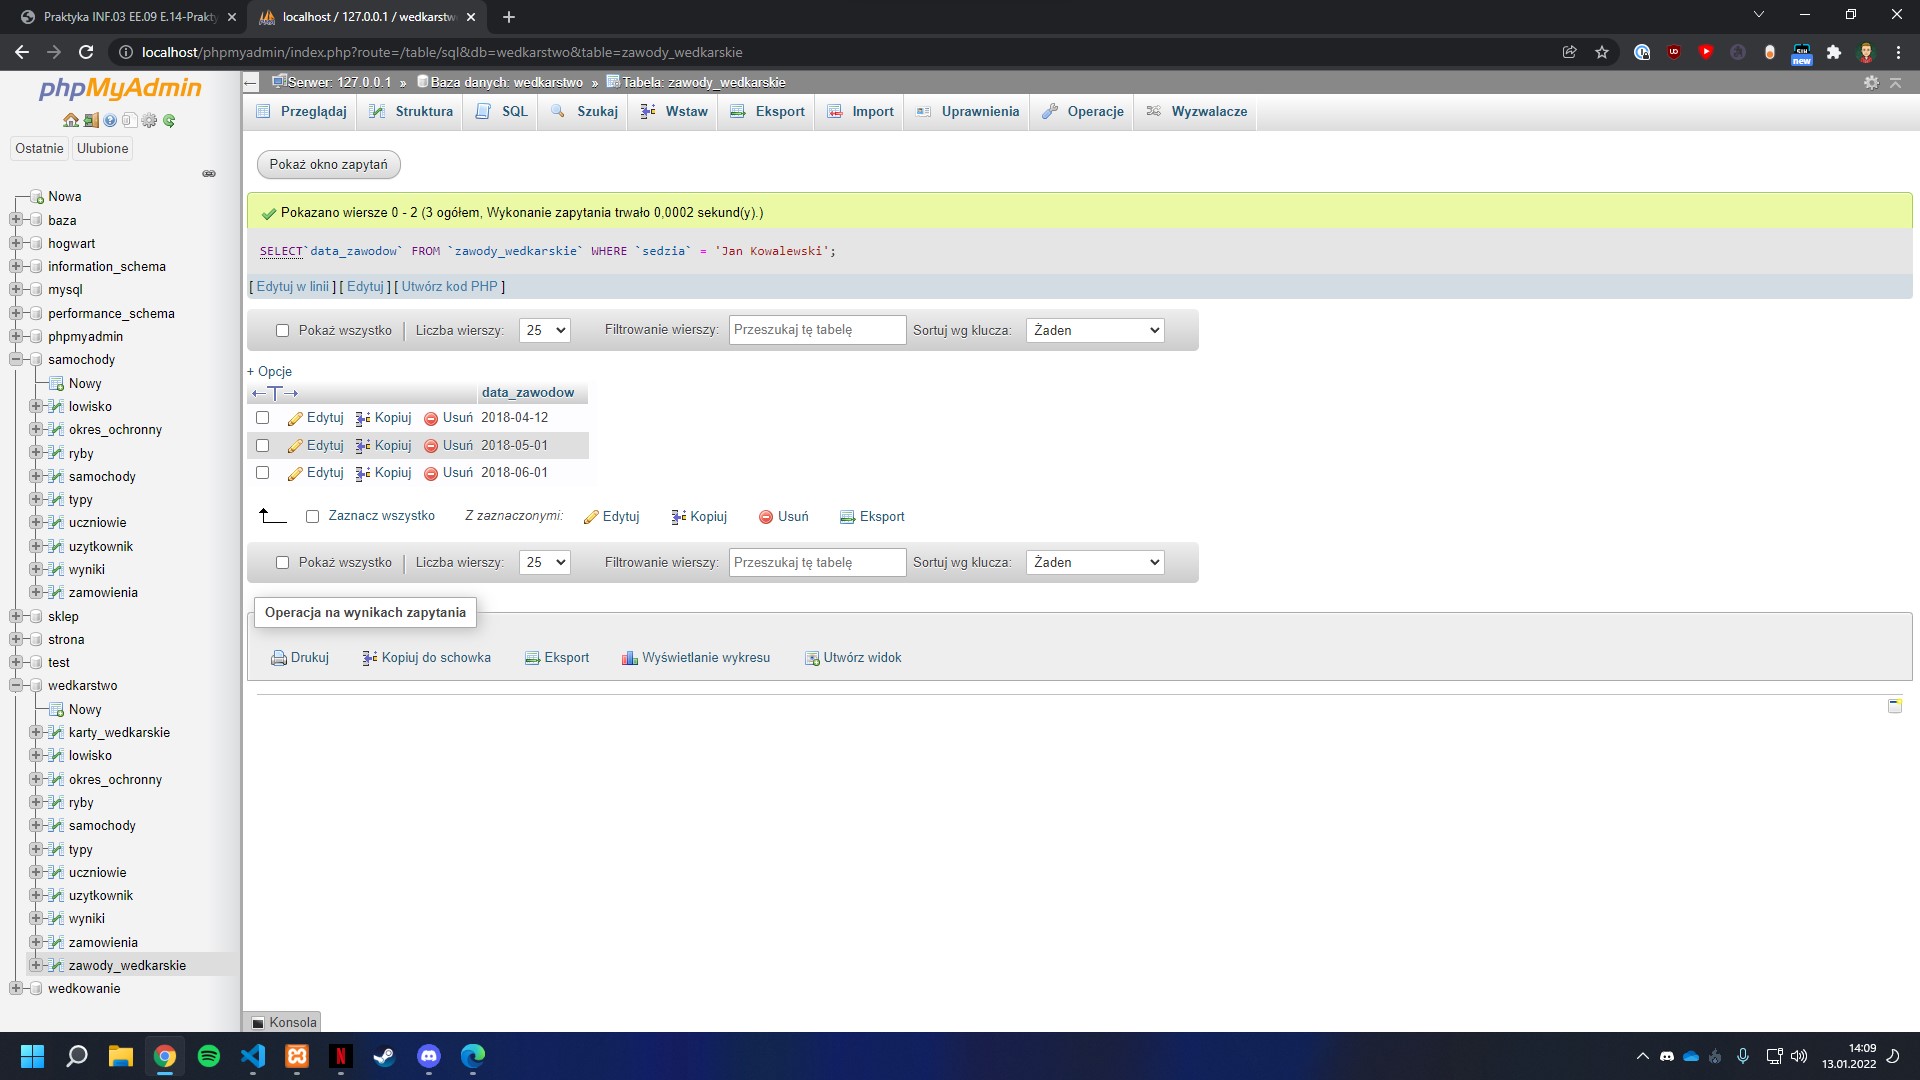 Praktyka INF.03 EE.09 E.14-Prakty
localhost / 127.0.0.1 / wedkarstw
localhost/phpmyadmin/index.php?route=/table/sql&db=wedkarstwo&table=zawody_wedkarskie
new
phpMyAdmin
Ostatnie
Ulubione
Nowa
baza
hogwart
information_schema
mysql
performance_schema
phpmyadmin
samochody
Nowy
lowisko
okres_ochronny
ryby
samochody
typy
uczniowie
uzytkownik
wyniki
zamowienia
sklep
strona
test
wedkarstwo
Nowy
karty_wedkarskie
lowisko
okres_ochronny
ryby
samochody
typy
uczniowie
uzytkownik
wyniki
zamowienia
zawody_wedkarskie
wedkowanie
Serwer: 127.0.0.1 » Baza danych: wedkarstwo » Tabela: zawody_wedkarskie
Przeglądaj Struktura SQL Szukaj Wstaw Eksport Import Uprawnienia Operacje Wyzwalacze
Pokaż okno zapytań
Pokazano wiersze 0 - 2 (3 ogółem, Wykonanie zapytania trwało 0,0002 sekund(y).)
SELECT`data_zawodow` FROM `zawody_wedkarskie` WHERE `sedzia` = 'Jan Kowalewski';
[ Edytuj w linii ] [ Edytuj ] [ Utwórz kod PHP ]
Pokaż wszystko Liczba wierszy: 25 Filtrowanie wierszy: Przeszukaj tę tabelę Sortuj wg klucza: Żaden
+ Opcje
←T→ data_zawodow
Edytuj Kopiuj Usuń 2018-04-12
Edytuj Kopiuj Usuń 2018-05-01
Edytuj Kopiuj Usuń 2018-06-01
Zaznacz wszystko Z zaznaczonymi: Edytuj Kopiuj Usuń Eksport
Pokaż wszystko Liczba wierszy: 25 Filtrowanie wierszy: Przeszukaj tę tabelę Sortuj wg klucza: Żaden
Operacja na wynikach zapytania
Drukuj Kopiuj do schowka Eksport Wyświetlanie wykresu Utwórz widok
Konsola
14:09
13.01.2022